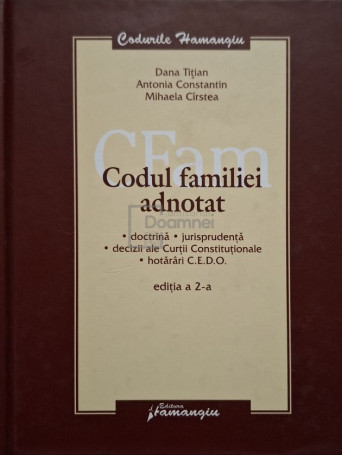 Codurile Hamangiu
Dana Tiţian
Antonia Constantin
Mihaela Cîrstea
CFam
Codul familiei
adnotat
• doctrină • jurisprudenţă
• decizii ale Curţii Constituţionale
• hotărâri C.E.D.O.
Doamnei
ediţia a 2-a
Editura
Hamangiu